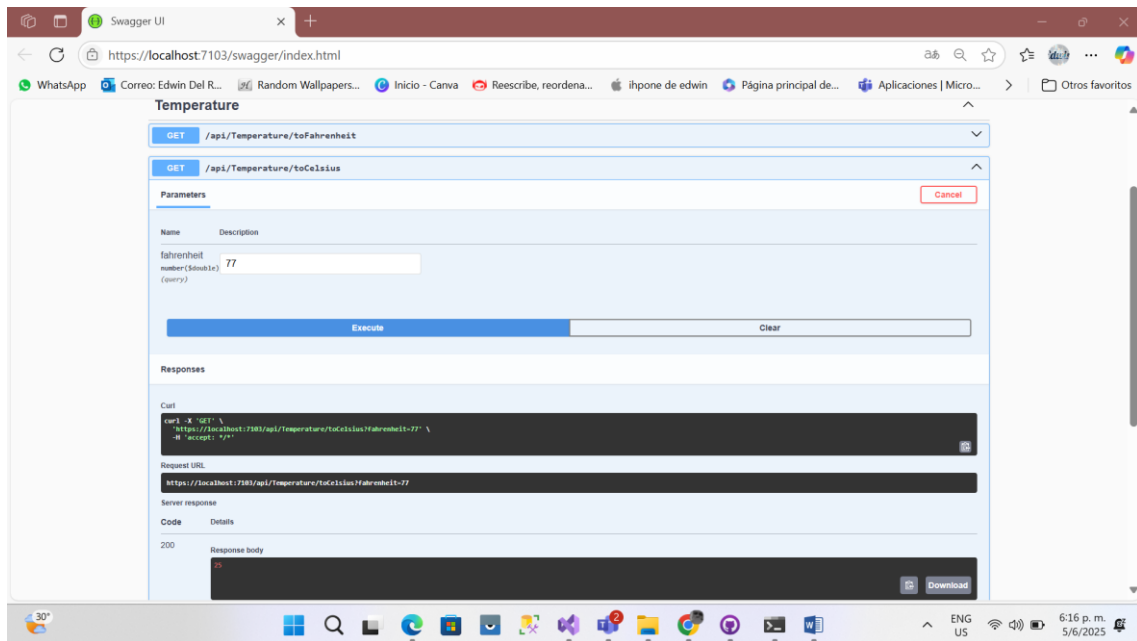 Swagger UI
https://localhost:7103/swagger/index.html
WhatsApp Correo: Edwin Del R... Random Wallpapers... Inicio - Canva Reescribe, reordena... ihpone de edwin Página principal de... Aplicaciones | Micro... Otros favoritos
Temperature
GET /api/Temperature/toFahrenheit
GET /api/Temperature/toCelsius
Parameters Cancel
Name Description
fahrenheit
number($double) 77
(query)
Execute Clear
Responses
Curl
curl -X 'GET' \
'https://localhost:7103/api/Temperature/toCelsius?fahrenheit=77' \
-H 'accept: */*'
Request URL
https://localhost:7103/api/Temperature/toCelsius?fahrenheit=77
Server response
Code Details
200 Response body
25
Download
30°
2
ENG 6:16 p. m.
US 5/6/2025